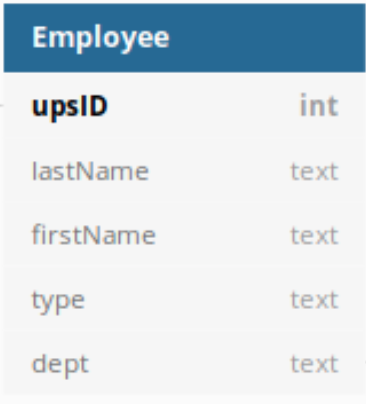 Employee
upsID int
lastName text
firstName text
type text
dept text